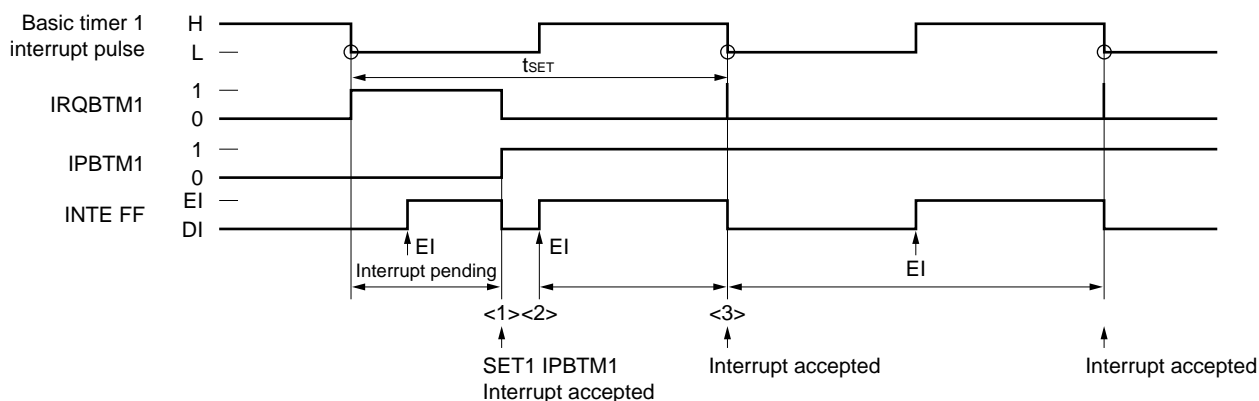 Basic timer 1
interrupt pulse
H
L
tSET
IRQBTM1
1
0
IPBTM1
1
0
INTE FF
EI
DI
EI
EI
EI
Interrupt pending
<1><2>
<3>
SET1 IPBTM1
Interrupt accepted
Interrupt accepted
Interrupt accepted